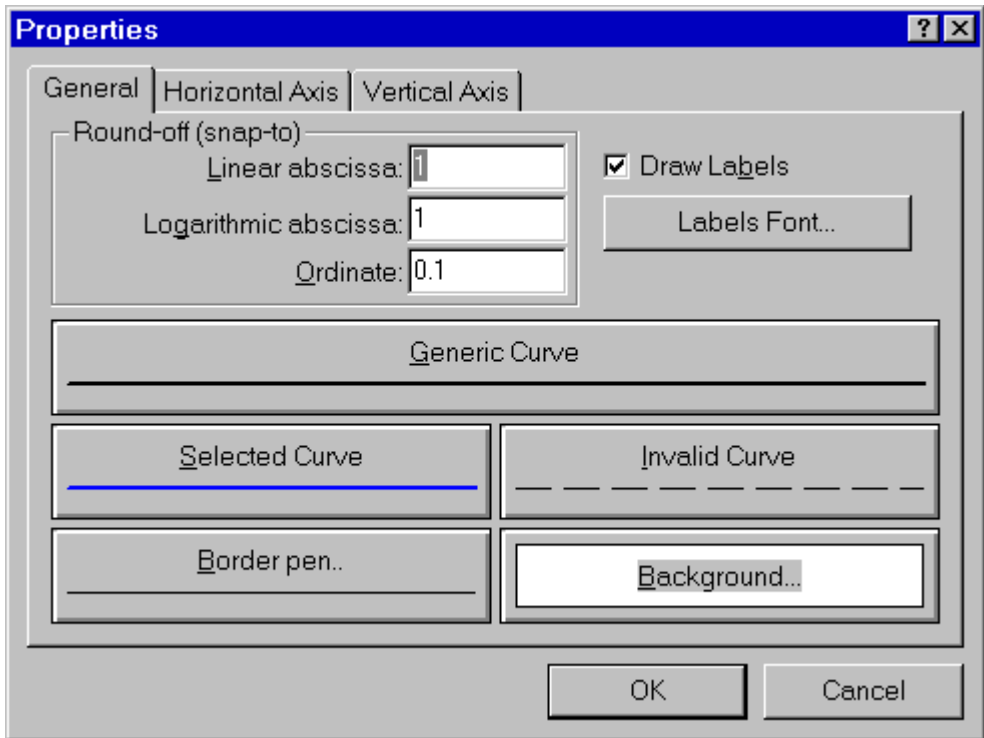 Properties
General Horizontal Axis Vertical Axis
Round-off (snap-to)
Linear abscissa: 1
Draw Labels
Logarithmic abscissa: 1
Labels Font...
Ordinate: 0.1
Generic Curve
Selected Curve
Invalid Curve
Border pen..
Background...
OK
Cancel